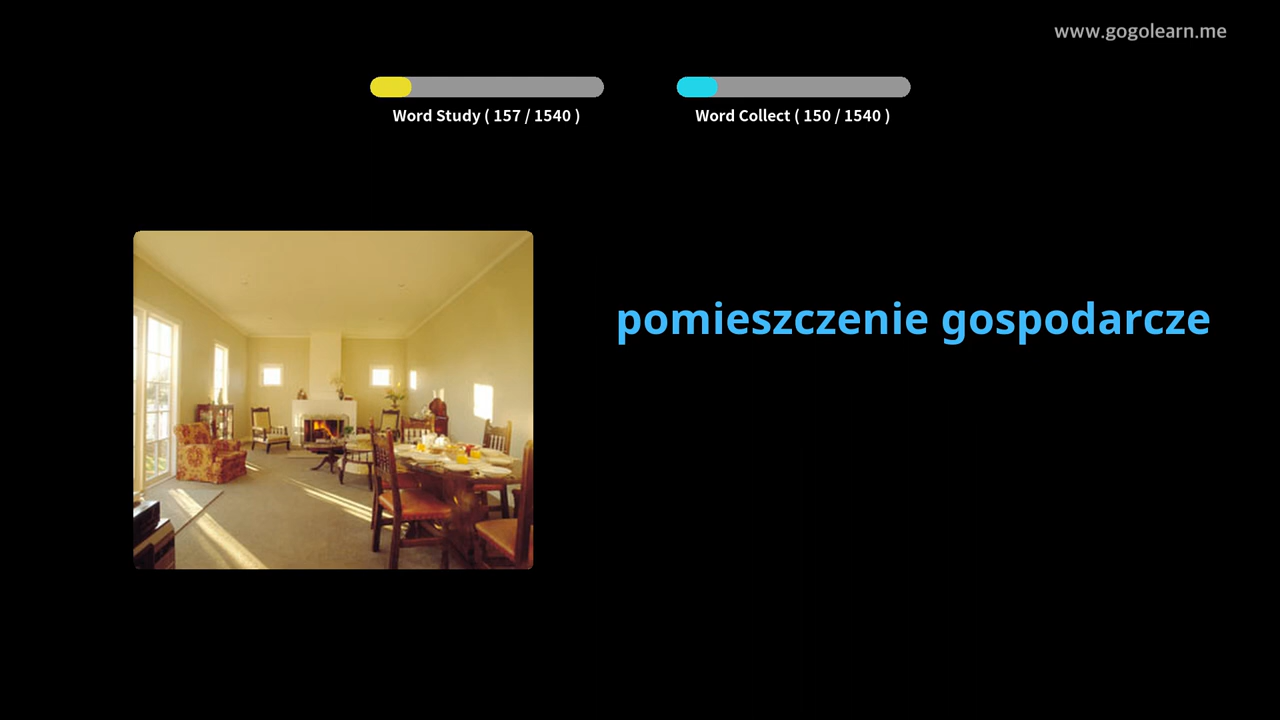 www.gogolearn.me
Word Study ( 157 / 1540 )
Word Collect ( 150 / 1540 )
pomieszczenie gospodarcze